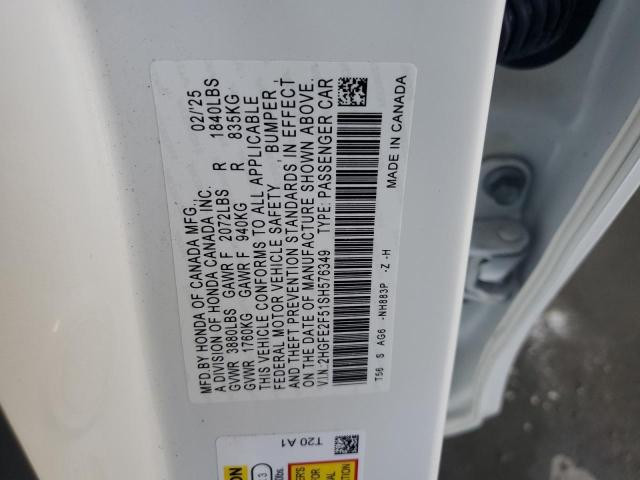 MFD.BY HONDA OF CANADA MFG., 02/'25
A DIVISION OF HONDA CANADA INC.
GVWR 3880LBS GAWR F 2072LBS R 1840LBS
GVWR 1760KG GAWR F 940KG R 835KG
THIS VEHICLE CONFORMS TO ALL APPLICABLE
FEDERAL MOTOR VEHICLE SAFETY, BUMPER,
AND THEFT PREVENTION STANDARDS IN EFFECT
ON THE DATE OF MANUFACTURE SHOWN ABOVE.
V.I.N. 2HGFE2F51SH576349 TYPE: PASSENGER CAR
T56 S AG6 -NH883P -Z -H
MADE IN CANADA
T20 A1
ION
3